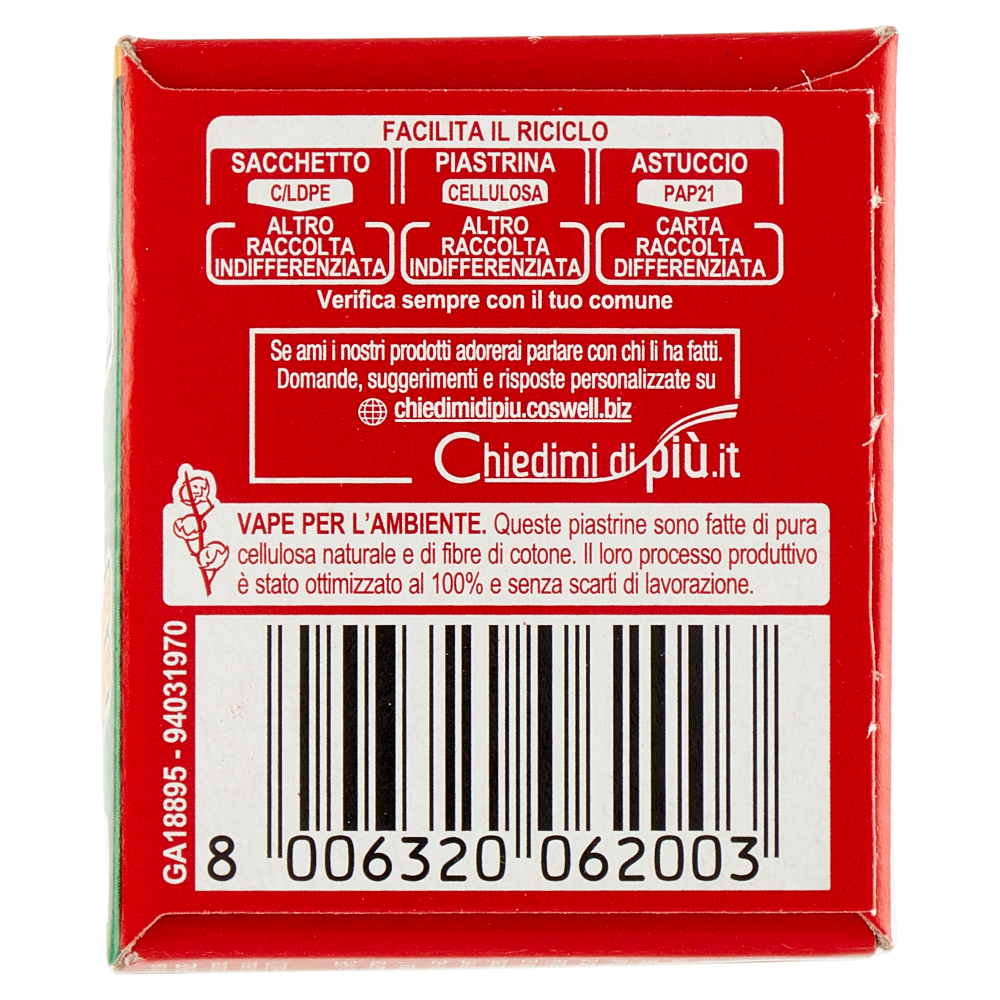 FACILITA IL RICICLO
SACCHETTO
C/LDPE
ALTRO
RACCOLTA
INDIFFERENZIATA
PIASTRINA
CELLULOSA
ALTRO
RACCOLTA
INDIFFERENZIATA
ASTUCCIO
PAP21
CARTA
RACCOLTA
DIFFERENZIATA
Verifica sempre con il tuo comune
Se ami i nostri prodotti adorerai parlare con chi li ha fatti.
Domande, suggerimenti e risposte personalizzate su
chiedimidipiu.coswell.biz
Chiedimi di più.it
VAPE PER L'AMBIENTE. Queste piastrine sono fatte di pura
cellulosa naturale e di fibre di cotone. Il loro processo produttivo
è stato ottimizzato al 100% e senza scarti di lavorazione.
GA18895 - 94031970
8 006320 062003